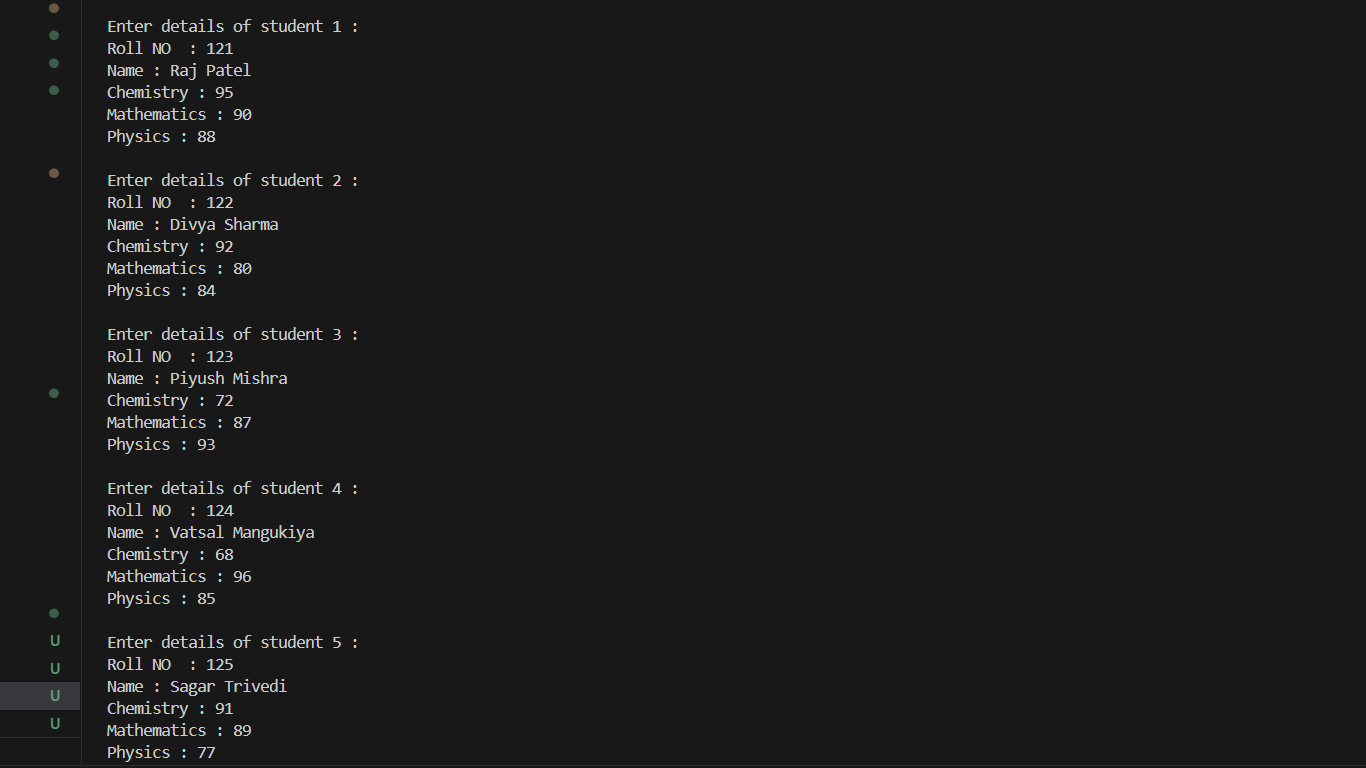 Enter details of student 1 :
Roll NO  : 121
Name : Raj Patel
Chemistry : 95
Mathematics : 90
Physics : 88
Enter details of student 2 :
Roll NO  : 122
Name : Divya Sharma
Chemistry : 92
Mathematics : 80
Physics : 84
Enter details of student 3 :
Roll NO  : 123
Name : Piyush Mishra
Chemistry : 72
Mathematics : 87
Physics : 93
Enter details of student 4 :
Roll NO  : 124
Name : Vatsal Mangukiya
Chemistry : 68
Mathematics : 96
Physics : 85
U
Enter details of student 5 :
U
Roll NO  : 125
U
Name : Sagar Trivedi
Chemistry : 91
U
Mathematics : 89
Physics : 77